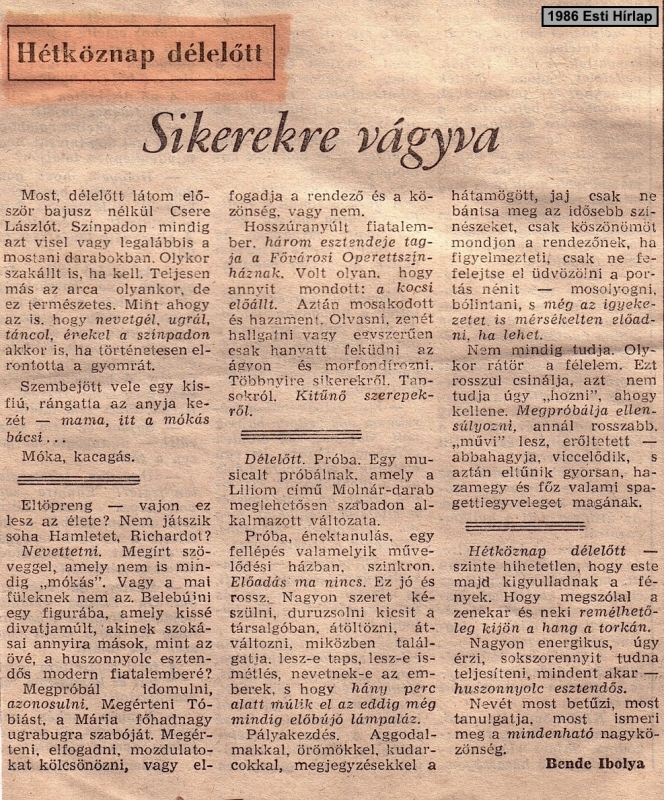 1986 Esti Hírlap
Hétköznap délelőtt
Sikerekre vágyva
Most, délelőtt látom elő-
ször bajusz nélkül Csere
Lászlót. Színpadon mindig
azt visel vagy legalábbis a
mostani darabokban. Olykor
szakállt is, ha kell. Teljesen
más az arca olyankor, de
ez természetes. Mint ahogy
az is, hogy nevetgél, ugrál,
táncol, énekel a színpadon
akkor is, ha történetesen el-
rontotta a gyomrát.
Szembejött vele egy kis-
fiú, rángatta az anyja ke-
zét — mama, itt a mókás
bácsi ...
Móka, kacagás.
Eltöpreng — vajon ez
lesz az élete? Nem játszik
soha Hamletet, Richardot?
Nevettetni. Megírt szö-
veggel, amely nem is min-
dig „mókás”. Vagy a mai
füleknek nem az. Belebújni
egy figurába, amely kissé
divatjamúlt, akinek szoká-
sai annyira mások, mint az
övé, a huszonnyolc eszten-
dős modern fiatalemberé?
Megpróbál idomulni,
azonosulni. Megérteni Tó-
biást, a Mária főhadnagy
ugrabugra szabóját. Megér-
teni, elfogadni, mozdulato-
kat kölcsönözni, vagy el-
fogadja a rendező és a kö-
zönség, vagy nem.
Hosszúranyúlt fiatalem-
ber, három esztendeje tag-
ja a Fővárosi Operettszín-
háznak. Volt olyan, hogy
annyit mondott: a kocsi
előállt. Aztán mosakodott
és hazament. Olvasni, zenét
hallgatni vagy egyszerűen
csak hanyatt feküdni az
ágyon és morfondírozni.
Többnyire sikerekről. Tan-
sokról. Kitűnő szerepek-
ről.
Délelőtt. Próba. Egy mu-
sicalt próbálnak, amely a
Liliom című Molnár-darab
meglehetősen szabadon al-
kalmazott változata.
Próba, énektanulás, egy
fellépés valamelyik műve-
lődési házban, szinkron.
Előadás ma nincs. Ez jó és
rossz. Nagyon szeret ké-
szülni, duruzsolni kicsit a
társalgóban, átöltözni, át-
változni, miközben talál-
gatja, lesz-e taps, lesz-e is-
métlés, nevetnek-e az em-
berek, s hogy hány perc
alatt múlik el az eddig még
mindig előbújó lámpaláz.
Pályakezdés. Aggodal-
makkal, örömökkel, kudar-
cokkal, megjegyzésekkel a
hátamögött, jaj csak ne
bántsa meg az idősebb szí-
nészeket, csak köszönömöt
mondjon a rendezőnek, ha
figyelmezteti, csak ne fe-
felejtse el üdvözölni a por-
tás nénit — mosolyogni,
bólintani, s még az igyeke-
zetet is mérsékelten előad-
ni, ha lehet.
Nem mindig tudja. Oly-
kor rátör a félelem. Ezt
rosszul csinálja, azt nem
tudja úgy „hozni”, ahogy
kellene. Megpróbálja ellen-
súlyozni, annál rosszabb.
„művi” lesz, erőltetett —
abbahagyja, viccelődik, s
aztán eltűnik gyorsan, ha-
zamegy és főz valami spa-
gettiegyveleget magának.
Hétköznap délelőtt —
szinte hihetetlen, hogy este
majd kigyulladnak a fé-
nyek. Hogy megszólal a
zenekar és neki remélhető-
leg kijön a hang a torkán.
Nagyon energikus, úgy
érzi, sokszorennyit tudna
teljesíteni, mindent akar —
huszonnyolc esztendős.
Nevét most betűzi, most
tanulgatja, most ismeri
meg a mindenható nagykö-
zönség.
Bende Ibolya